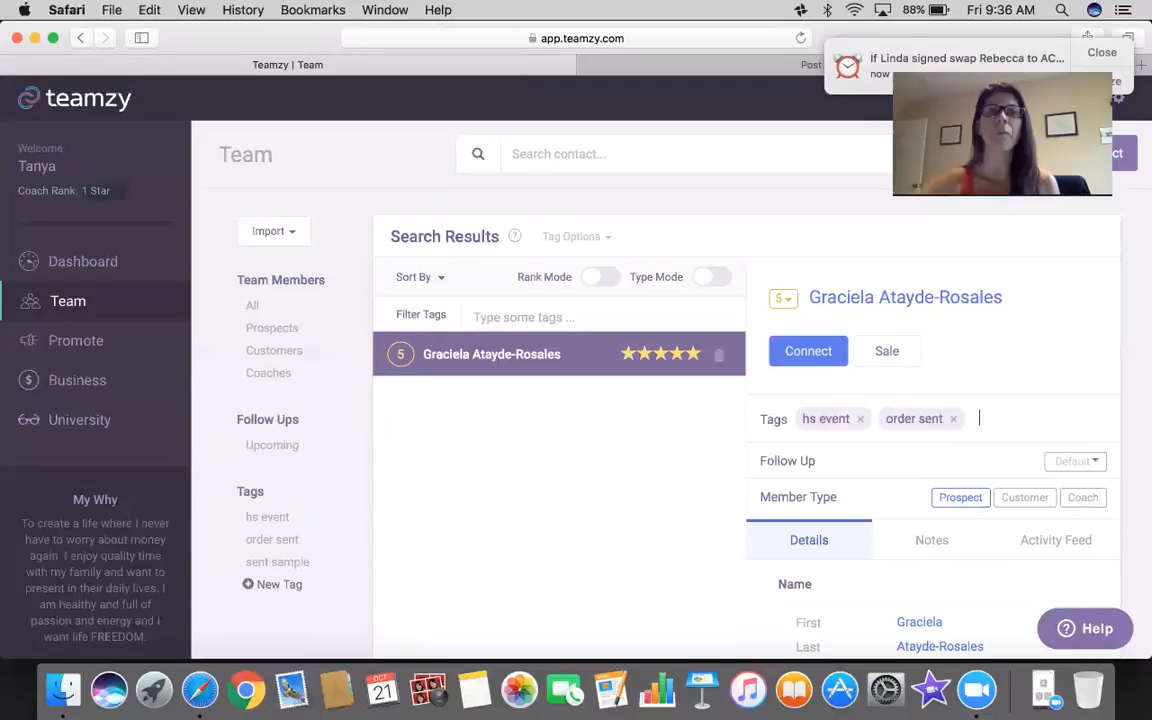 Safari File Edit View History Bookmarks Window Help 88% Fri 9:36 AM
app.teamzy.com
Teamzy | Team Post
If Linda signed swap Rebecca to AC... Close
now
teamzy
Welcome
Tanya
Coach Rank: 1 Star
Dashboard
Team
Promote
Business
$
University
My Why
To create a life where I never
have to worry about money
again. I enjoy quality time
with my family and want to
present in their daily lives. I
am healthy and full of
passion and energy and I
want life FREEDOM.
Team
Search contact...
Import
Team Members
All
Prospects
Customers
Coaches
Follow Ups
Upcoming
Tags
hs event
order sent
sent sample
New Tag
Search Results ? Tag Options
Sort By Rank Mode Type Mode
Filter Tags Type some tags ...
5 Graciela Atayde-Rosales
5 Graciela Atayde-Rosales
Connect Sale
Tags hs event × order sent ×
Follow Up Default
Member Type Prospect Customer Coach
Details Notes Activity Feed
Name
First Graciela
Last Atayde-Rosales
? Help
OCT
21